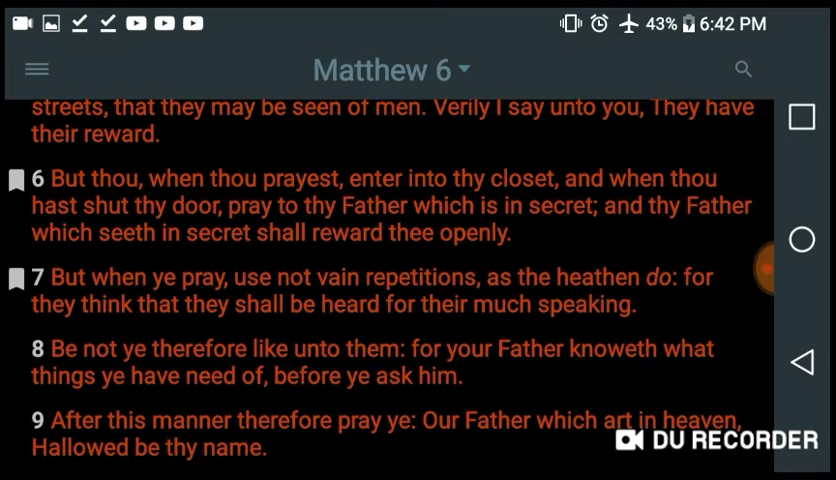 43% 6:42 PM
Matthew 6
streets, that they may be seen of men. Verily I say unto you, They have
their reward.
6 But thou, when thou prayest, enter into thy closet, and when thou
hast shut thy door, pray to thy Father which is in secret; and thy Father
which seeth in secret shall reward thee openly.
7 But when ye pray, use not vain repetitions, as the heathen do: for
they think that they shall be heard for their much speaking.
8 Be not ye therefore like unto them: for your Father knoweth what
things ye have need of, before ye ask him.
9 After this manner therefore pray ye: Our Father which art in heaven,
Hallowed be thy name.
DU RECORDER